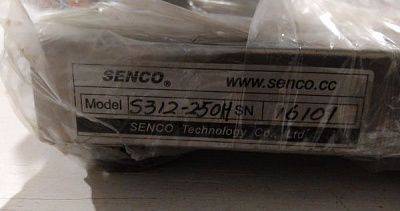 SENCO® www.senco.cc
Model S312-250H SN 16101
SENCO Technology Co., Ltd